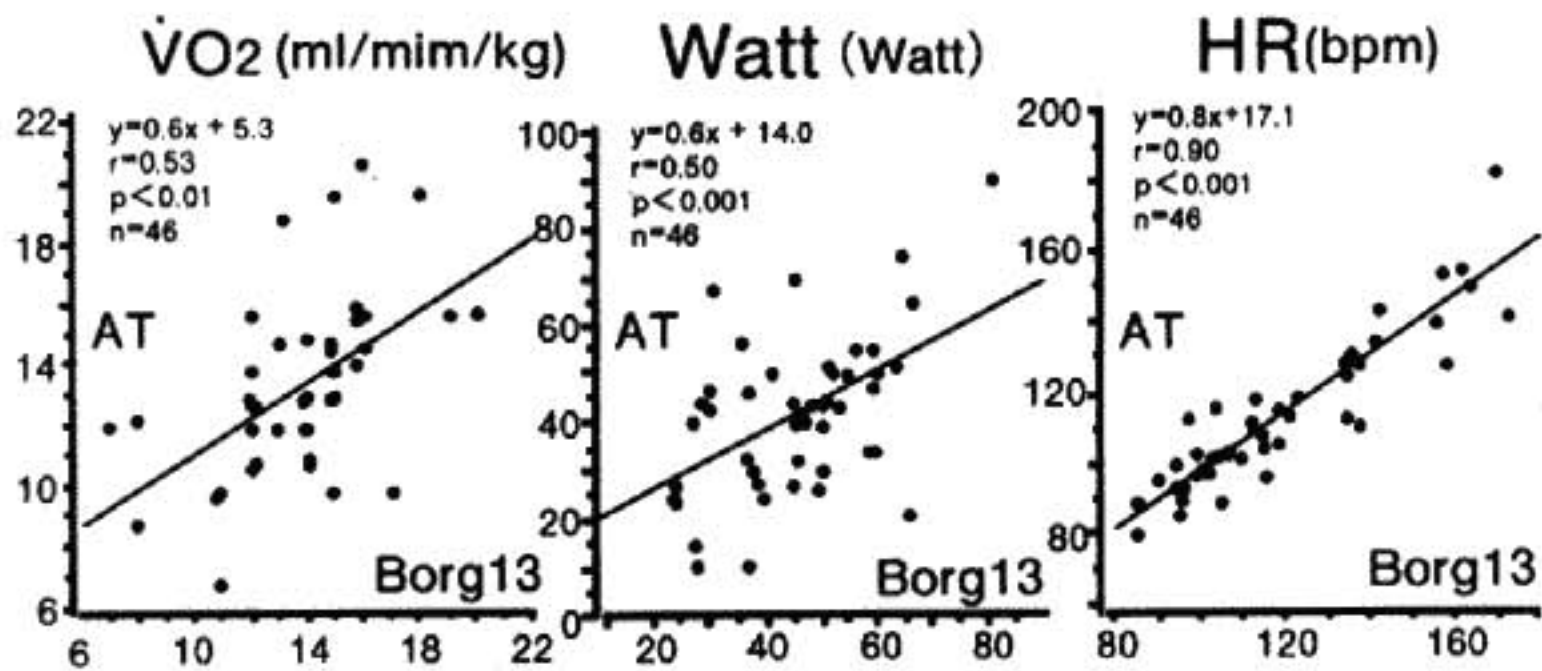 V̇O2 (ml/mim/kg)
22
18
14
10
6
y=0.6x + 5.3
r=0.53
p<0.01
n=46
AT
Borg13
6 10 14 18 22
Watt (Watt)
100
80
60
40
20
0
y=0.6x + 14.0
r=0.50
p<0.001
n=46
AT
Borg13
20 40 60 80
HR(bpm)
200
160
120
80
y=0.8x+17.1
r=0.90
p<0.001
n=46
AT
Borg13
80 120 160